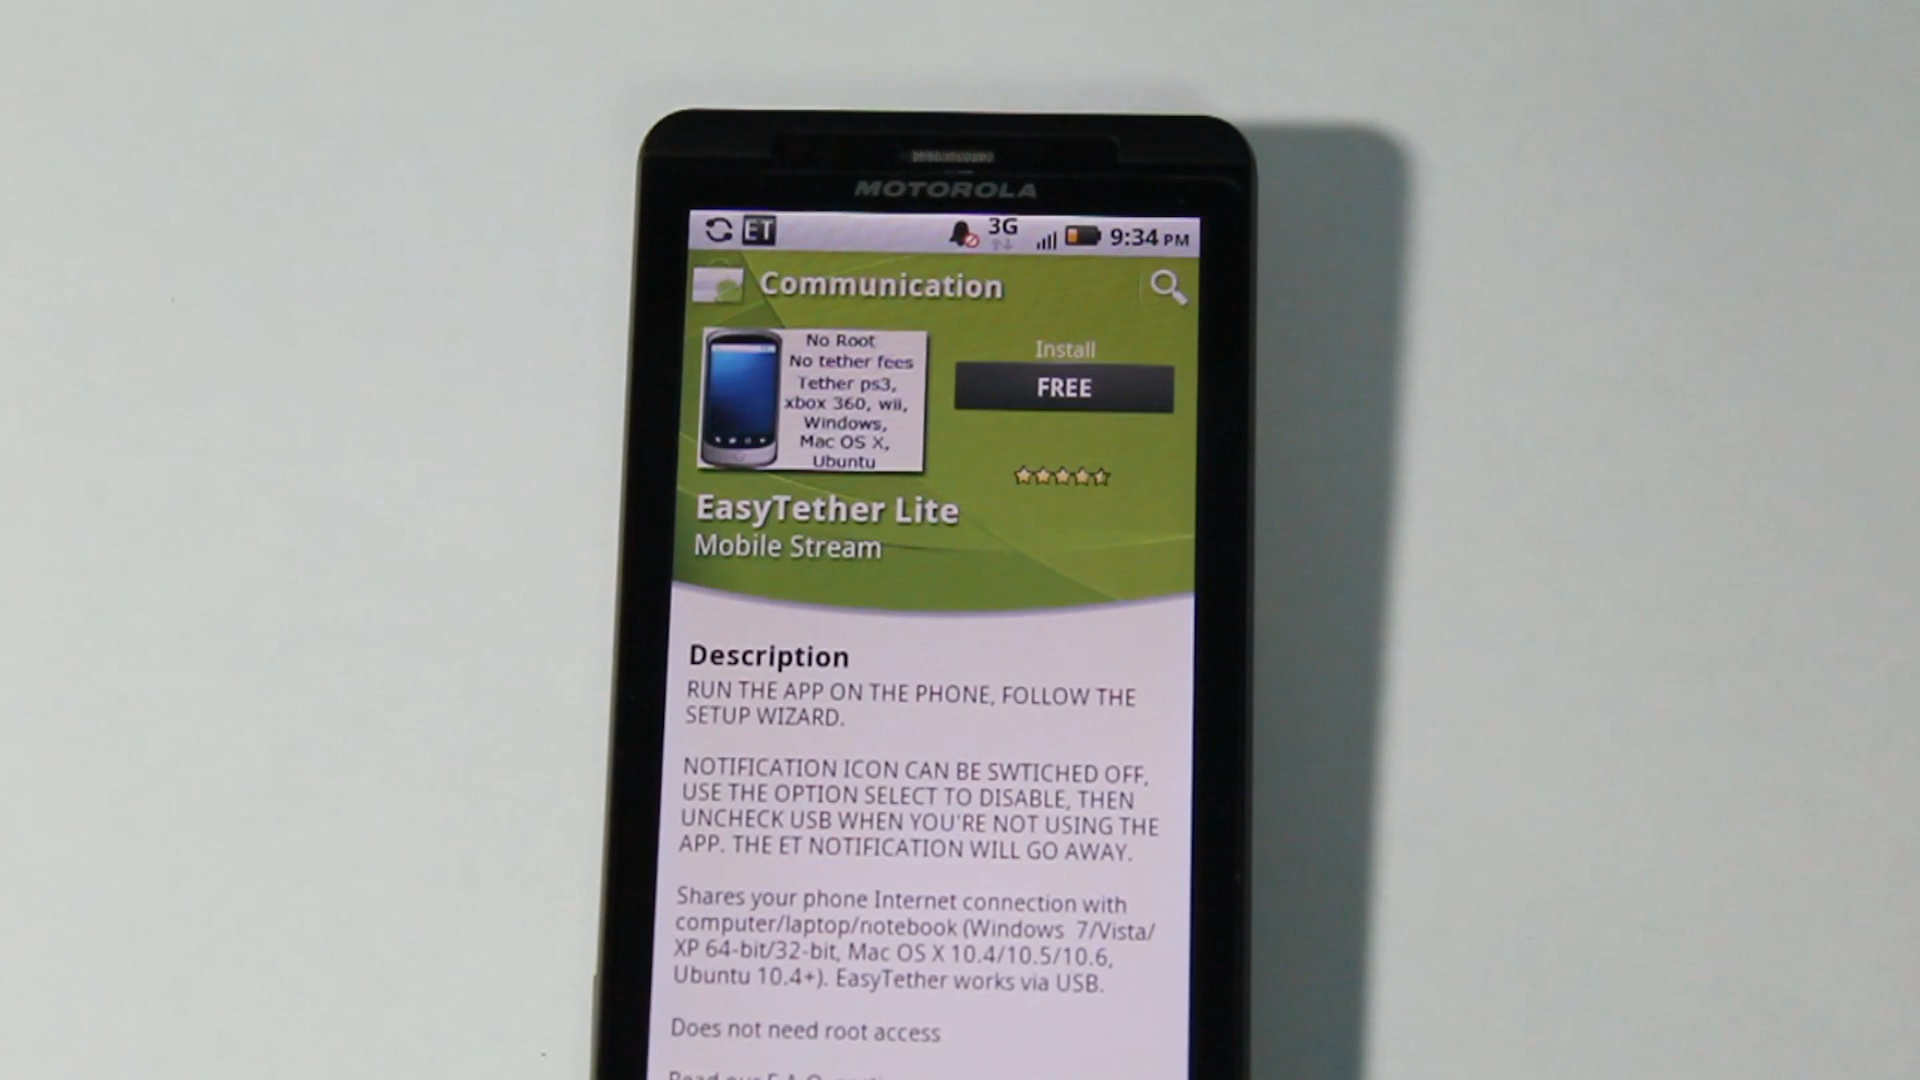 MOTOROLA
ET 3G 9:34 PM
Communication
No Root
No tether fees
Tether ps3,
xbox 360, wii,
Windows,
Mac OS X,
Ubuntu
Install
FREE
EasyTether Lite
Mobile Stream
Description
RUN THE APP ON THE PHONE, FOLLOW THE
SETUP WIZARD.
NOTIFICATION ICON CAN BE SWTICHED OFF,
USE THE OPTION SELECT TO DISABLE, THEN
UNCHECK USB WHEN YOU'RE NOT USING THE
APP. THE ET NOTIFICATION WILL GO AWAY.
Shares your phone Internet connection with
computer/laptop/notebook (Windows 7/Vista/
XP 64-bit/32-bit, Mac OS X 10.4/10.5/10.6,
Ubuntu 10.4+). EasyTether works via USB.
Does not need root access
Read our F.A.Q.